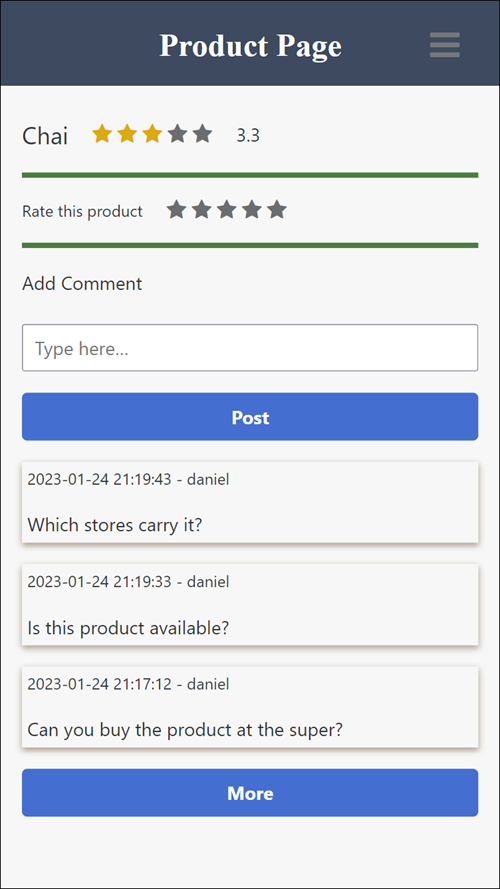 Product Page
Chai 3.3
Rate this product
Add Comment
Type here...
Post
2023-01-24 21:19:43 - daniel
Which stores carry it?
2023-01-24 21:19:33 - daniel
Is this product available?
2023-01-24 21:17:12 - daniel
Can you buy the product at the super?
More